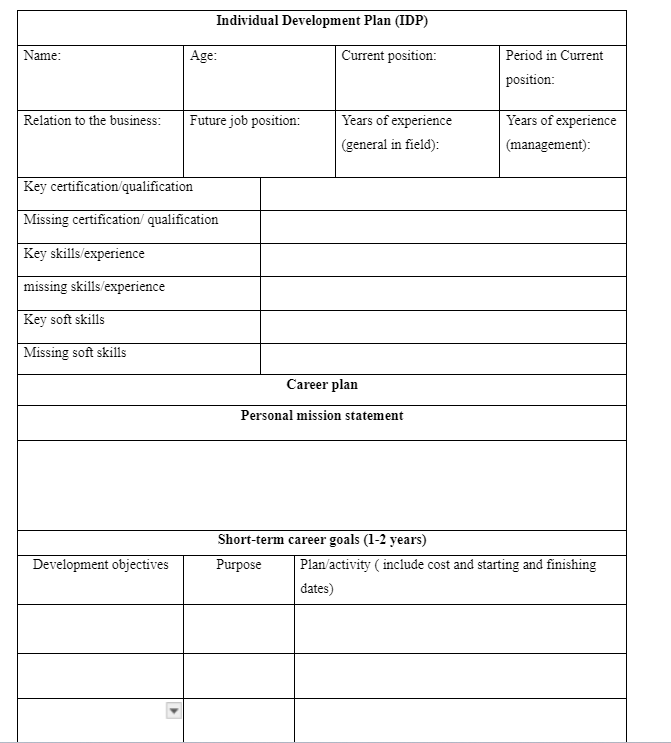 Individual Development Plan (IDP)
Name:
Age:
Current position:
Period in Current
position:
Relation to the business:
Future job position:
Years of experience
(general in field):
Years of experience
(management):
Key certification/qualification
Missing certification/ qualification
Key skills/experience
missing skills/experience
Key soft skills
Missing soft skills
Career plan
Personal mission statement
Short-term career goals (1-2 years)
Development objectives
Purpose
Plan/activity ( include cost and starting and finishing
dates)